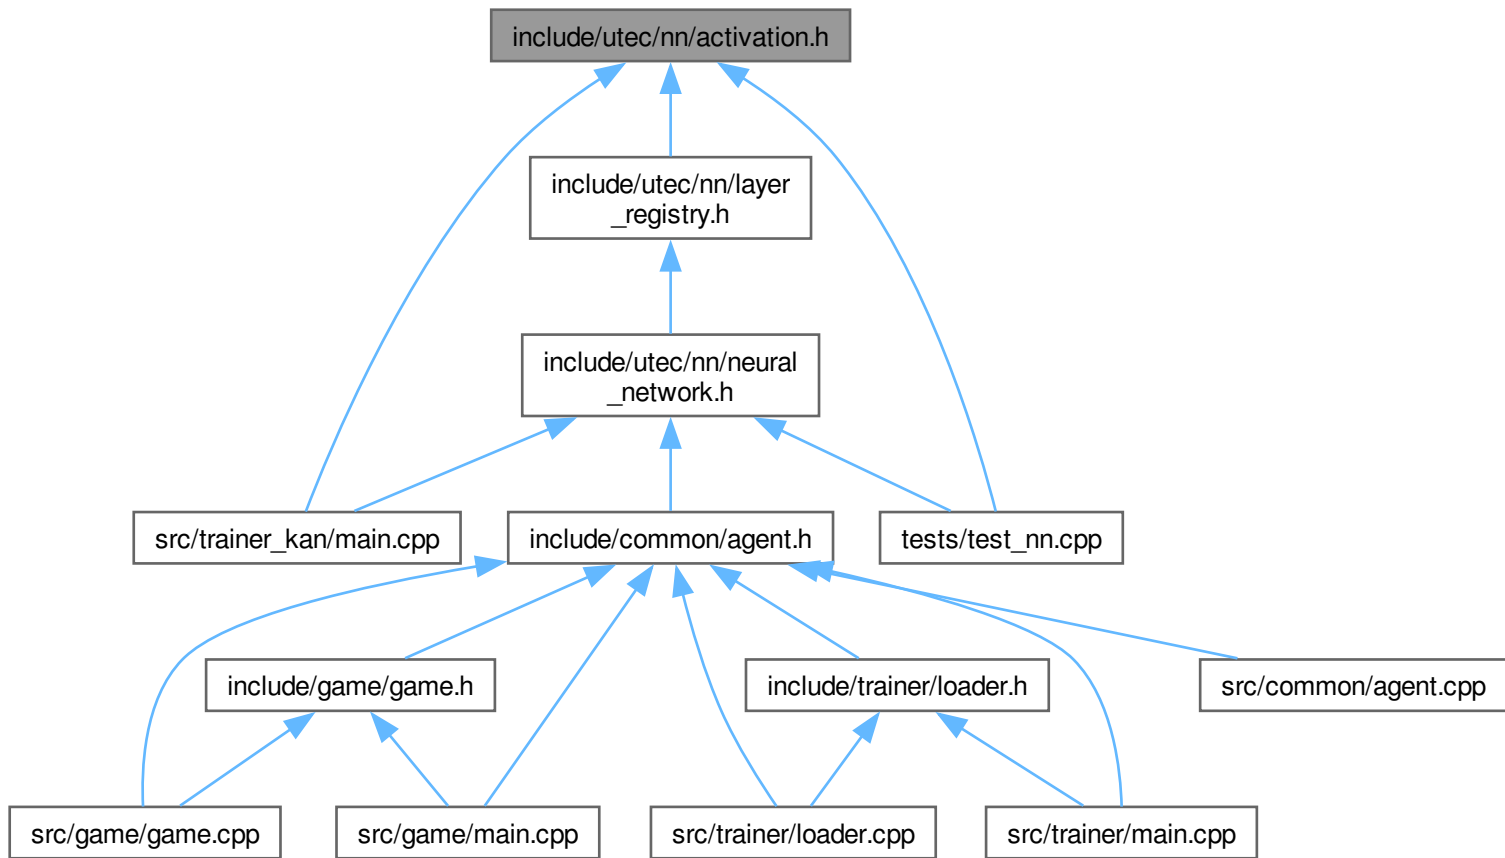 include/utec/nn/activation.h
include/utec/nn/layer
_registry.h
include/utec/nn/neural
_network.h
src/trainer_kan/main.cpp
include/common/agent.h
tests/test_nn.cpp
include/game/game.h
include/trainer/loader.h
src/common/agent.cpp
src/game/game.cpp
src/game/main.cpp
src/trainer/loader.cpp
src/trainer/main.cpp